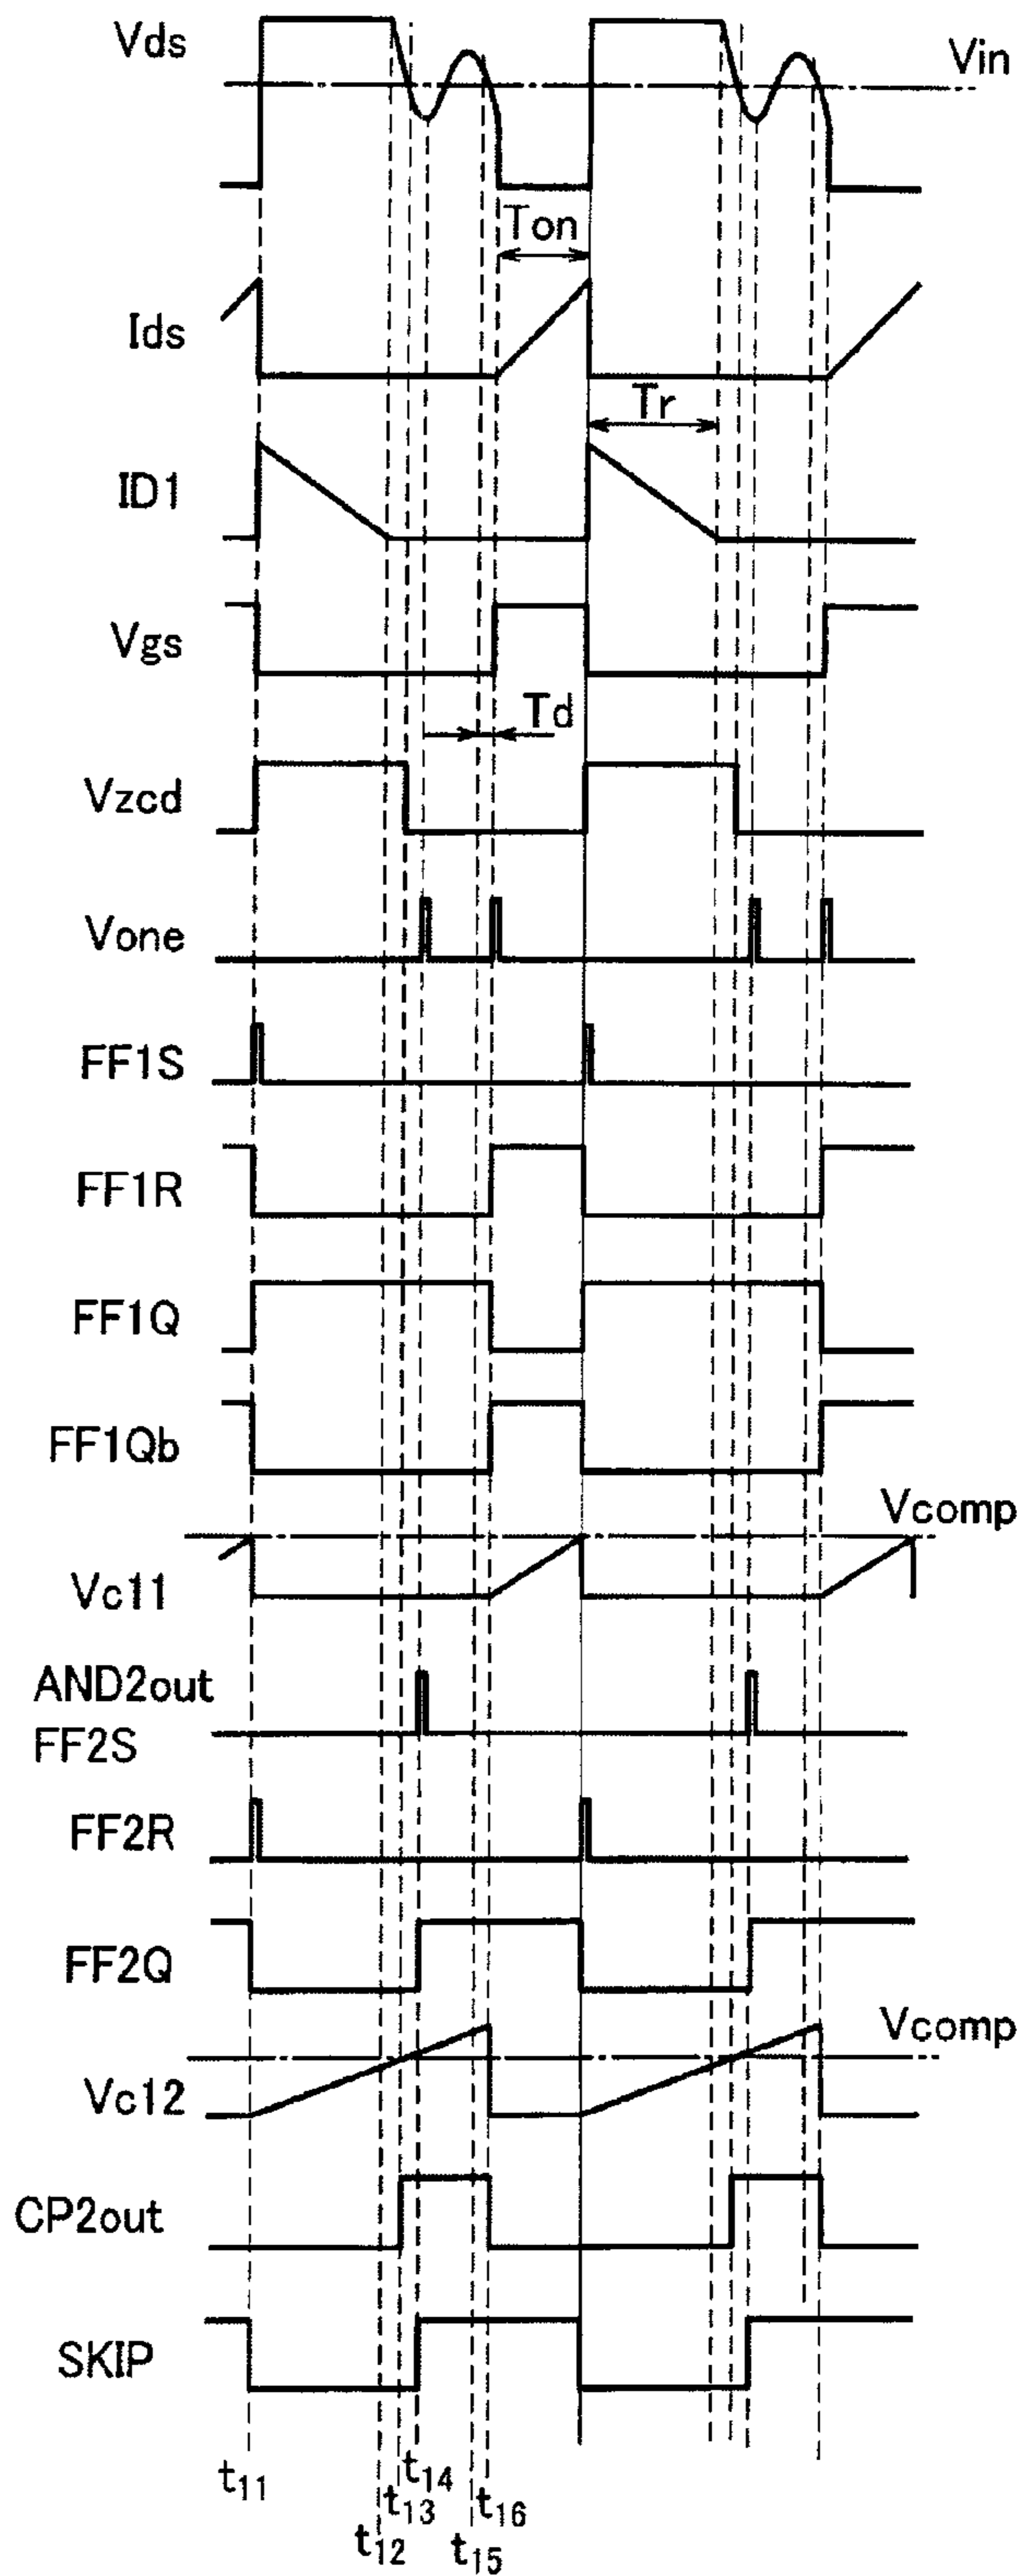 Vds
Vin
Ton
Ids
Tr
ID1
Vgs
Td
Vzcd
Vone
FF1S
FF1R
FF1Q
FF1Qb
Vcomp
Vc11
AND2out
FF2S
FF2R
FF2Q
Vcomp
Vc12
CP2out
SKIP
t11
t14
t13
t16
t12
t15